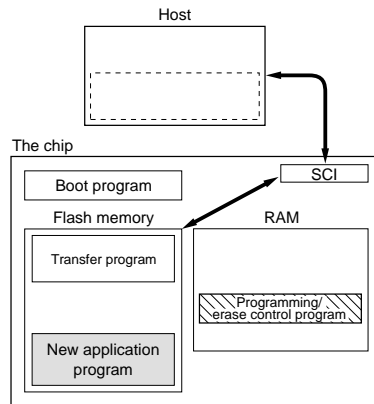 Host
The chip
SCI
Boot program
Flash memory
RAM
Transfer program
Programming/
erase control program
New application
program